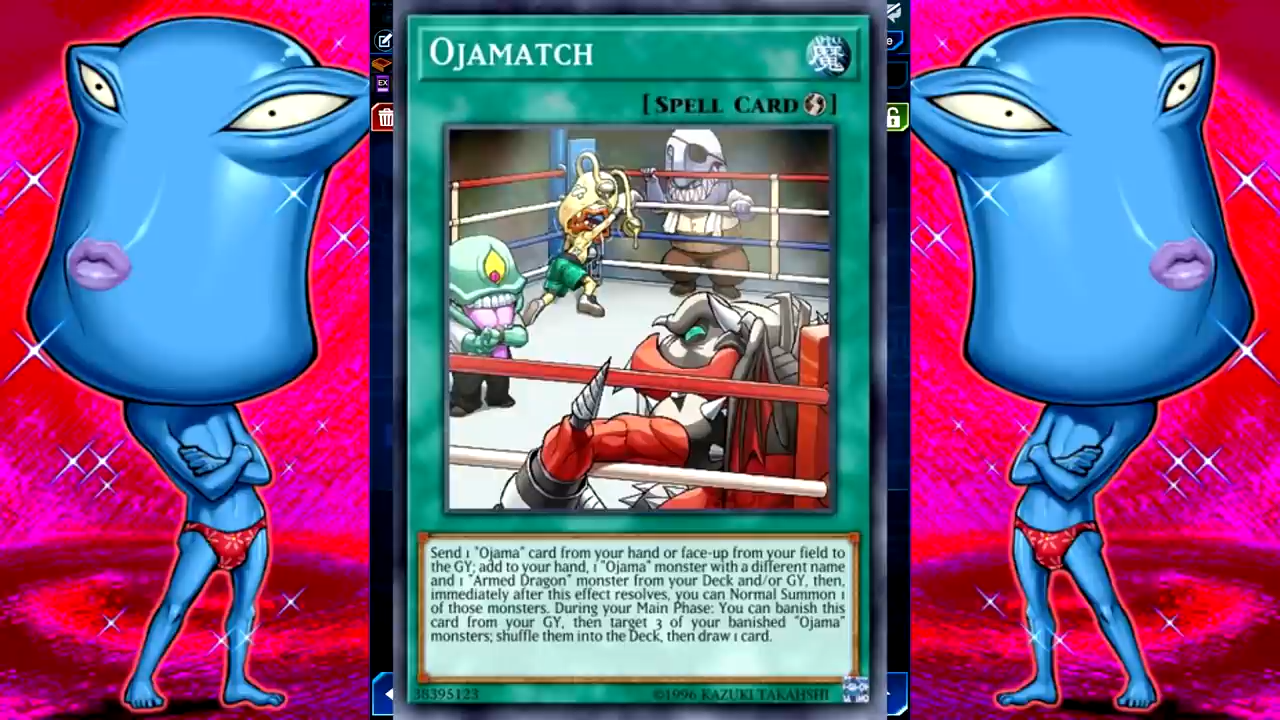 OJAMATCH
[SPELL CARD]
Send 1 "Ojama" card from your hand or face-up from your field to
the GY; add to your hand, 1 "Ojama" monster with a different name
and 1 "Armed Dragon" monster from your Deck and/or GY, then,
immediately after this effect resolves, you can Normal Summon 1
of those monsters. During your Main Phase: You can banish this
card from your GY, then target 3 of your banished "Ojama"
monsters; shuffle them into the Deck, then draw 1 card.
38395123
©1996 KAZUKI TAKAHSHI
EX